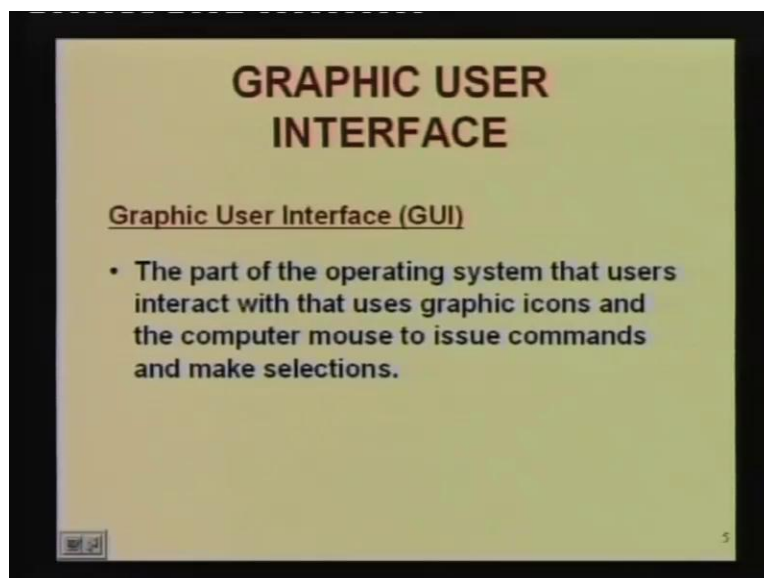 GRAPHIC USER
INTERFACE
Graphic User Interface (GUI)
• The part of the operating system that users
interact with that uses graphic icons and
the computer mouse to issue commands
and make selections.
5